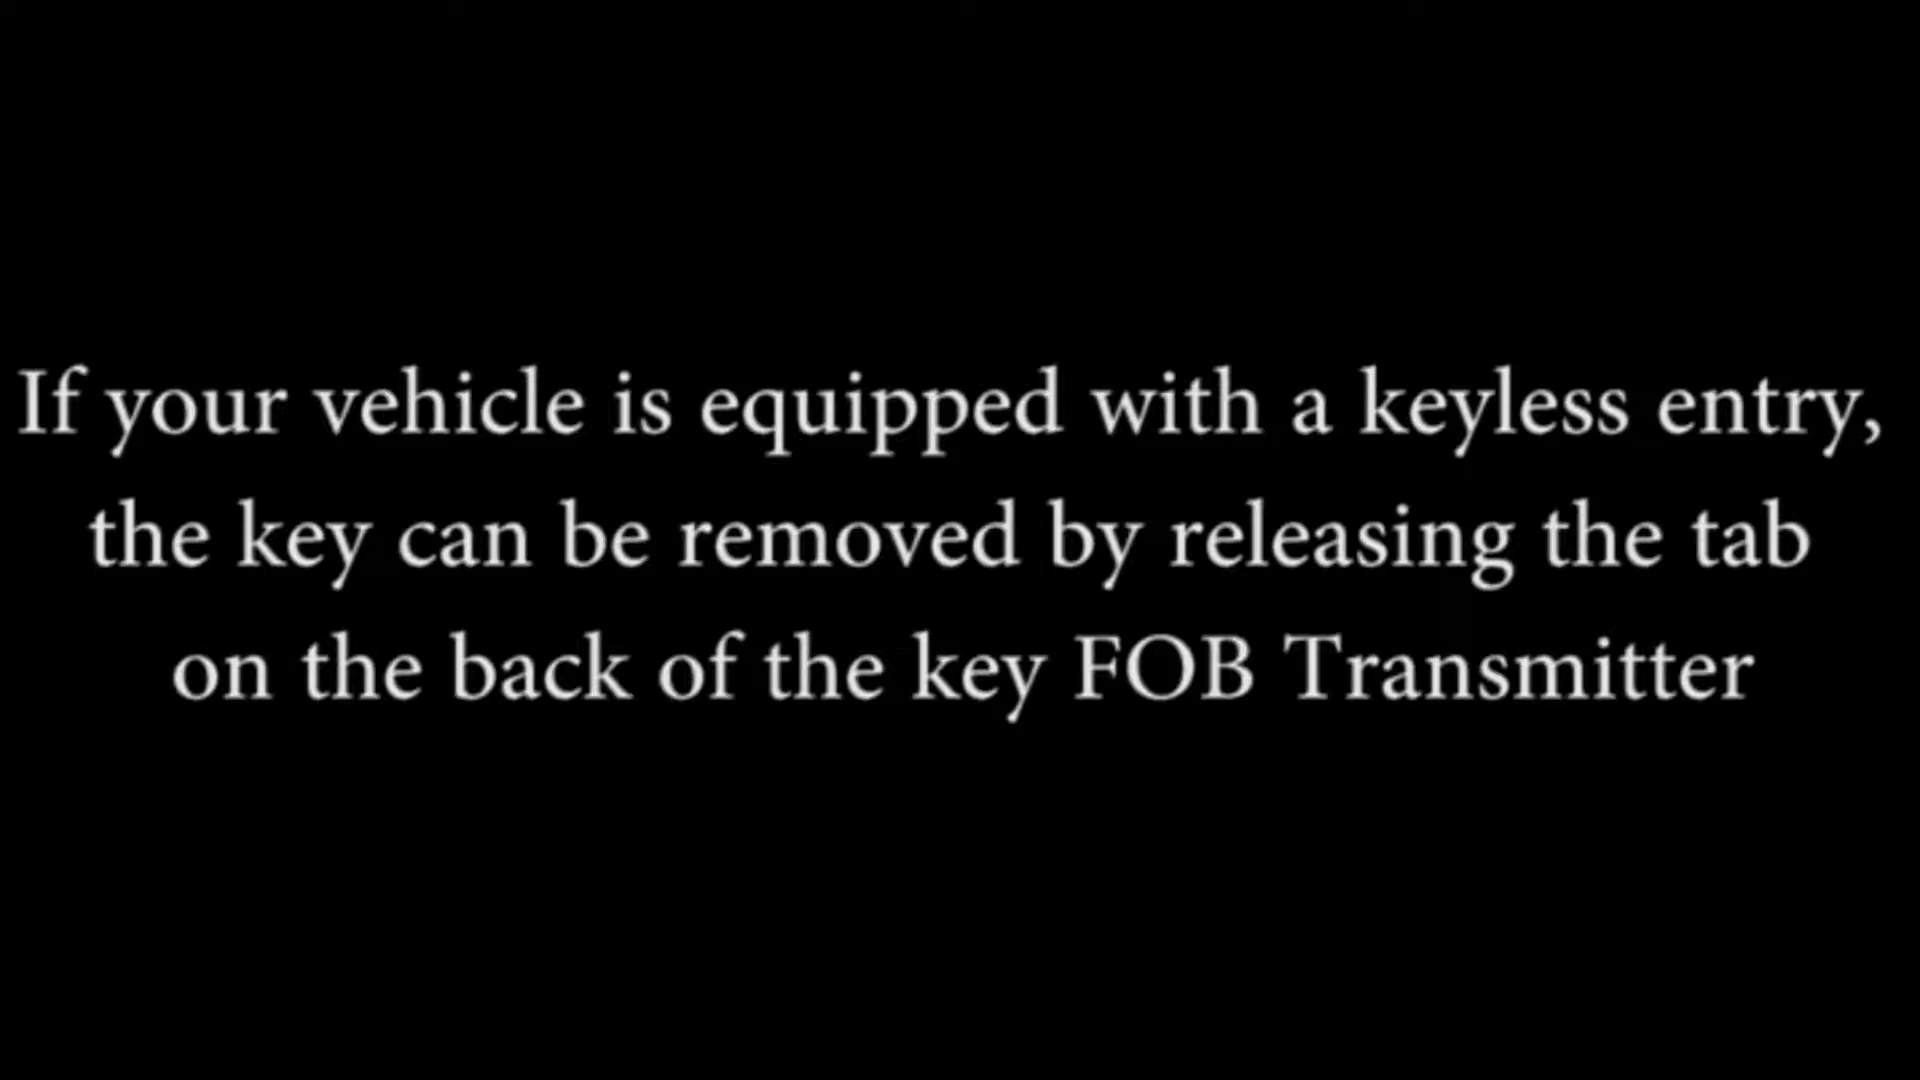 If your vehicle is equipped with a keyless entry,
the key can be removed by releasing the tab
on the back of the key FOB Transmitter